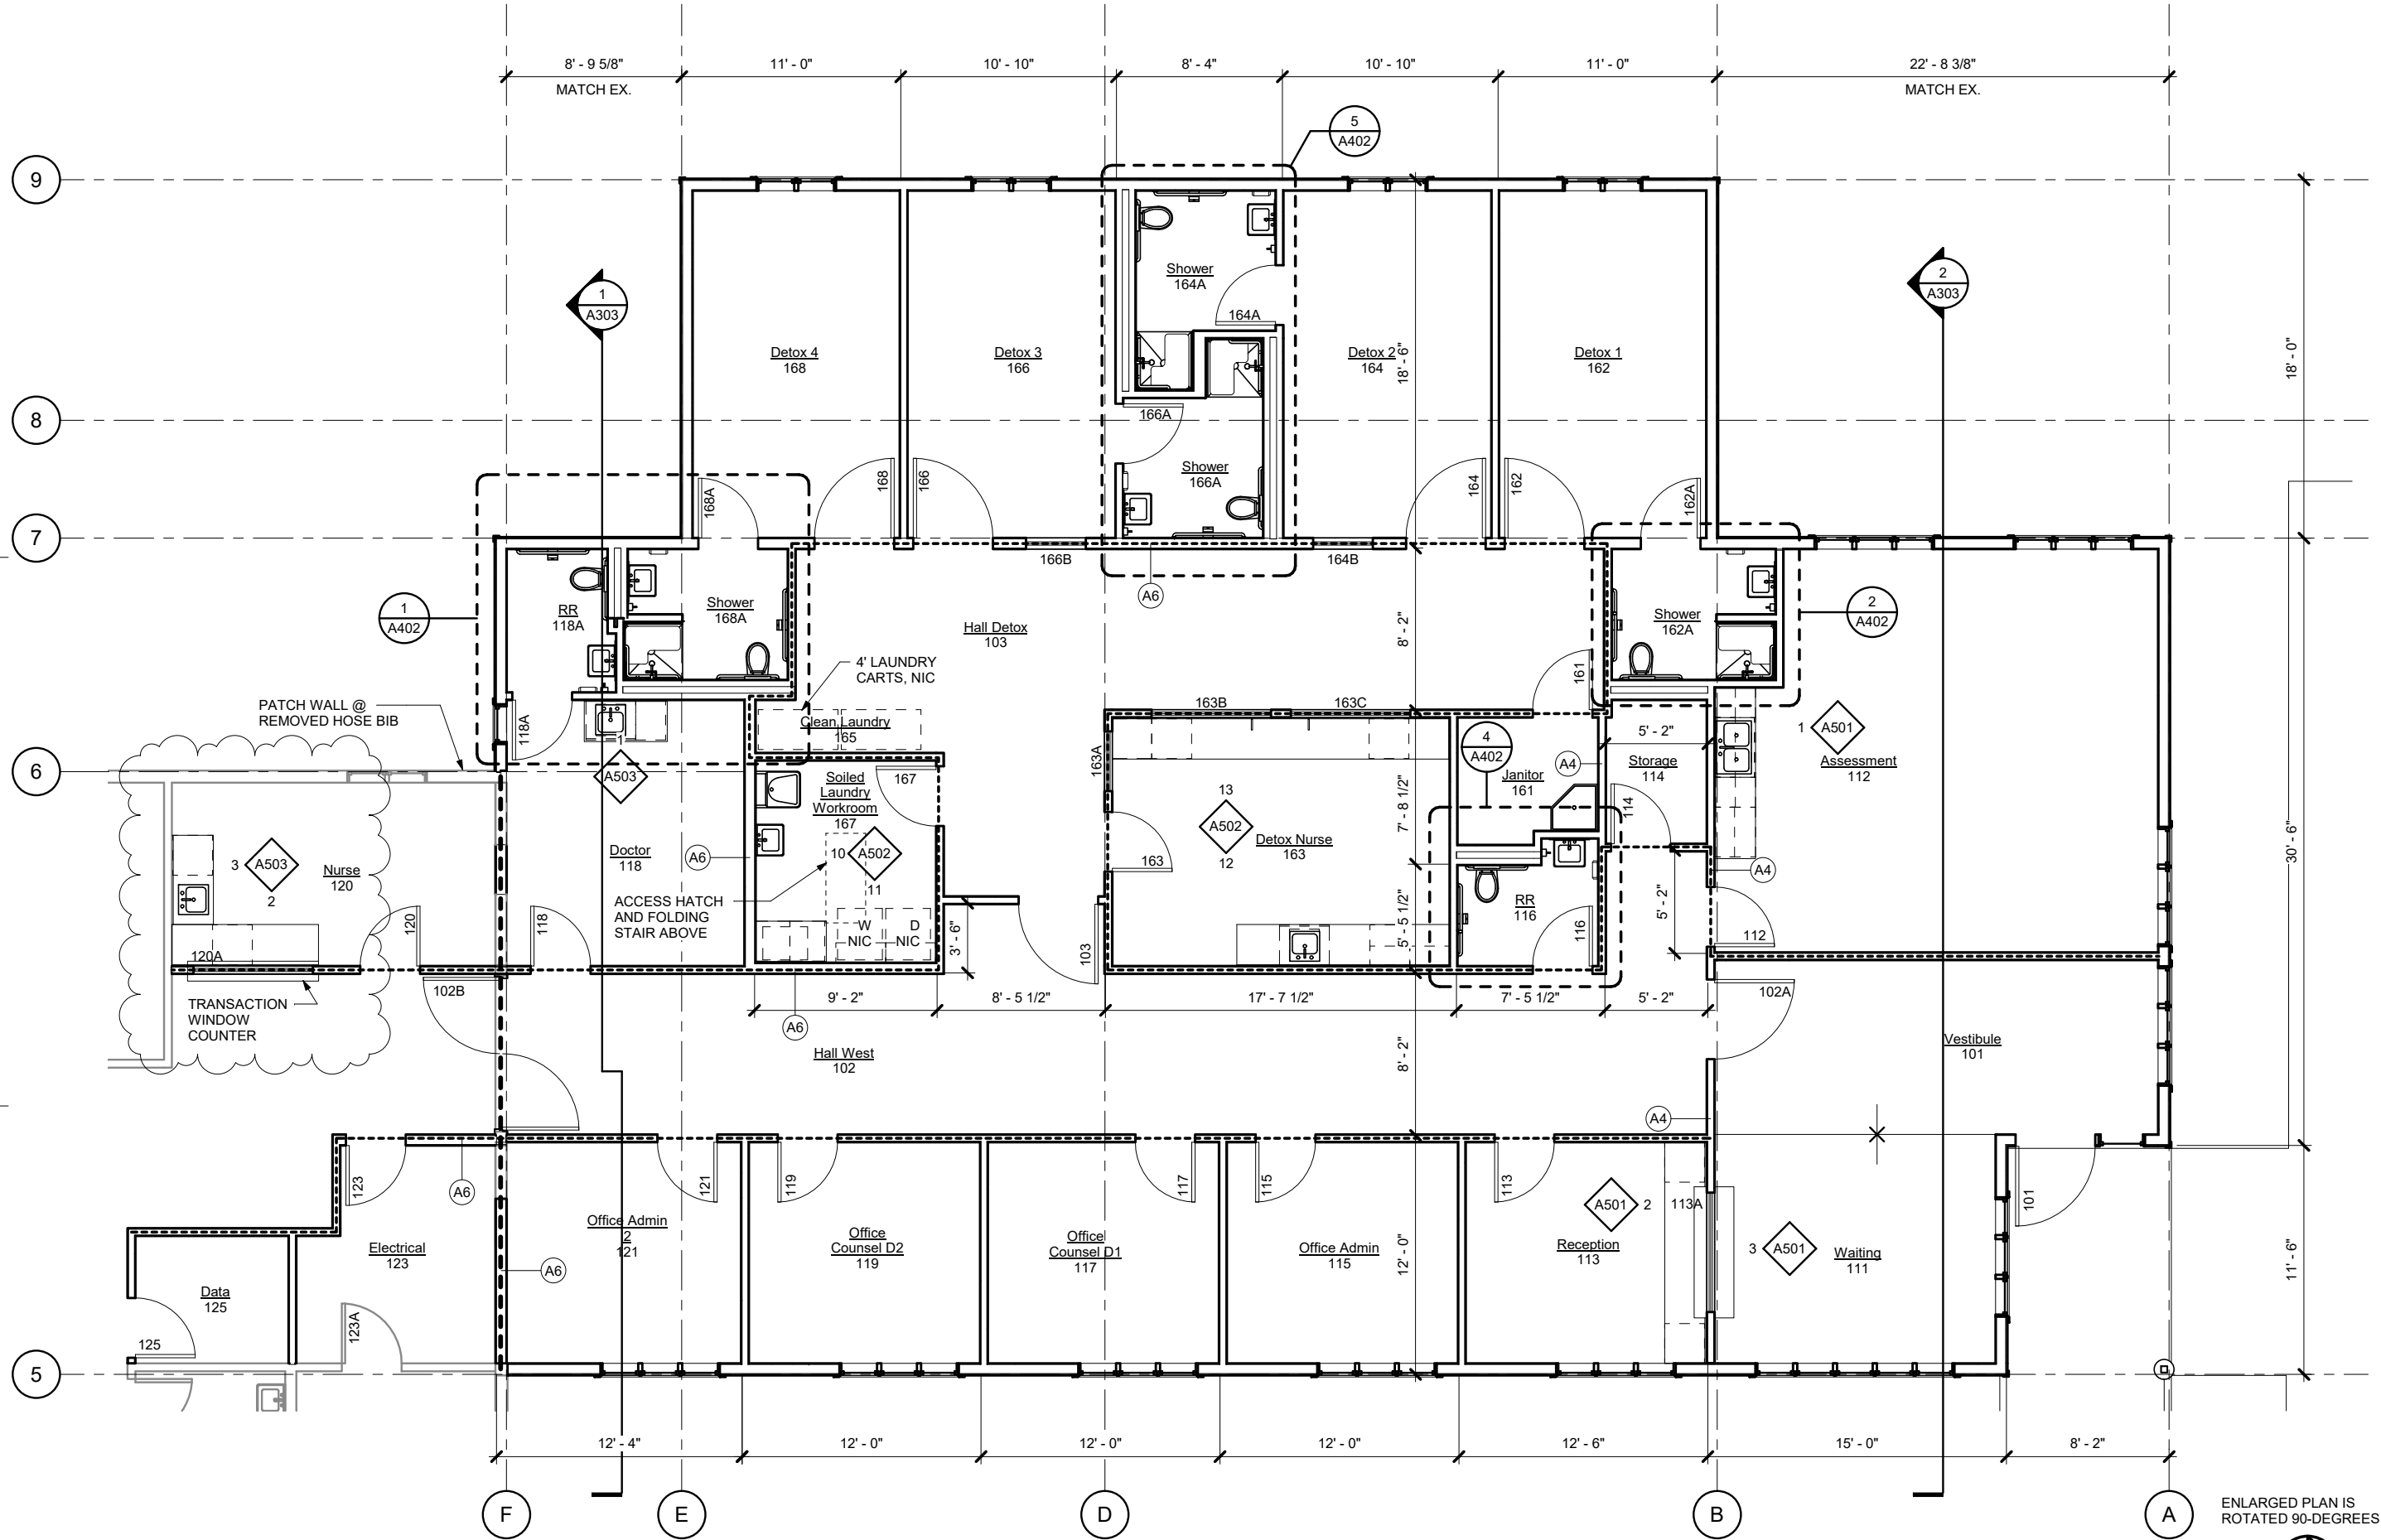 8' - 9 5/8"
MATCH EX.
11' - 0"
10' - 10"
8' - 4"
10' - 10"
11' - 0"
22' - 8 3/8"
MATCH EX.
5
A402
9
1
A303
2
A303
Shower
164A
164A
Detox 4
168
Detox 3
166
Detox 2
164
18' - 6"
Detox 1
162
18' - 0"
8
166A
Shower
166A
168A
168
166
164
162
162A
7
166B
164B
A6
1
A402
RR
118A
Shower
168A
Hall Detox
103
8' - 2"
Shower
162A
2
A402
4' LAUNDRY
CARTS, NIC
161
PATCH WALL @
REMOVED HOSE BIB
118A
Clean Laundry
165
163B
163C
163A
4
A402
5' - 2"
1
A501
Assessment
112
6
1
A503
Soiled
Laundry
Workroom
167
167
Janitor
161
A4
Storage
114
114
13
A502
12
Detox Nurse
163
163
7' - 8 1/2"
3
A503
2
Nurse
120
Doctor
118
A6
10
A502
11
ACCESS HATCH
AND FOLDING
STAIR ABOVE
W
NIC
D
NIC
3' - 6"
103
5' - 5 1/2"
RR
116
116
5' - 2"
A4
112
30' - 6"
120
118
120A
102B
TRANSACTION
WINDOW
COUNTER
9' - 2"
8' - 5 1/2"
17' - 7 1/2"
7' - 5 1/2"
5' - 2"
102A
A6
Hall West
102
8' - 2"
Vestibule
101
A4
123
A6
121
119
117
115
113
A501
2
113A
101
Office Admin
2
121
Office
Counsel D2
119
Office
Counsel D1
117
Office Admin
115
12' - 0"
Reception
113
3
A501
Waiting
111
11' - 6"
Electrical
123
A6
Data
125
125
123A
5
12' - 4"
12' - 0"
12' - 0"
12' - 0"
12' - 6"
15' - 0"
8' - 2"
F
E
D
B
A
ENLARGED PLAN IS
ROTATED 90-DEGREES